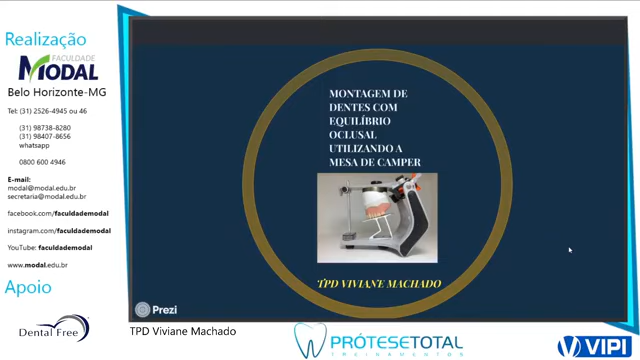 Realização
FACULDADE
MODAL
Belo Horizonte-MG
Tel: (31) 2526-4945 ou 46
(31) 98738-8280
(31) 98407-8656
whatsapp
0800 600 4946
E-mail:
modal@modal.edu.br
secretaria@modal.edu.br
facebook.com/faculdademodal
instagram.com/faculdademodal
YouTube: faculdademodal
www.modal.edu.br
Apoio
Dental Free
MONTAGEM DE
DENTES COM
EQUILÍBRIO
OCLUSAL
UTILIZANDO A
MESA DE CAMPER
TPD VIVIANE MACHADO
Prezi
TPD Viviane Machado
PRÓTESETOTAL
TREINAMENTOS
VIPI